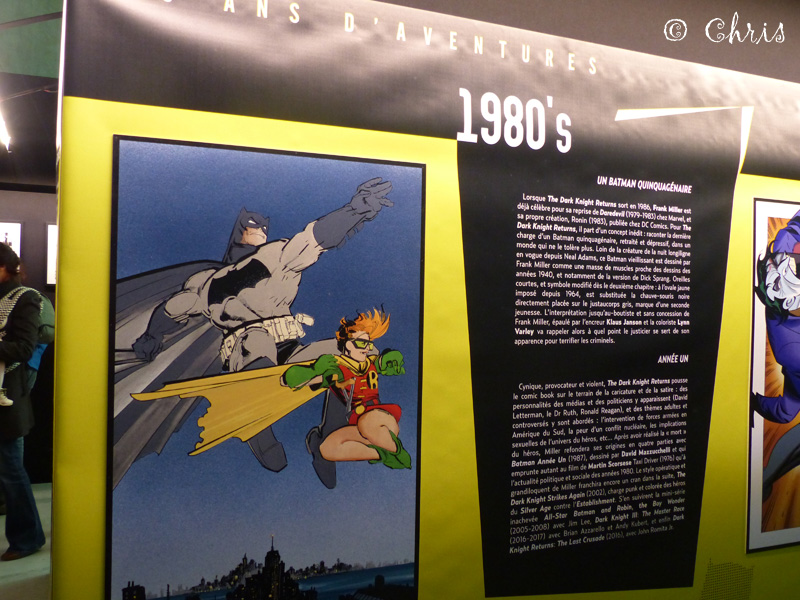 © Chris
ANS D'AVENTURES
1980's
UN BATMAN QUINQUAGÉNAIRE
Lorsque The Dark Knight Returns sort en 1986, Frank Miller est
déjà célèbre pour sa reprise de Daredevil (1979-1983) chez Marvel, et
sa propre création, Ronin (1983), publiée chez DC Comics. Pour The
Dark Knight Returns, il part d'un concept inédit : raconter la dernière
charge d'un Batman quinquagénaire, retraité et dépressif, dans un
monde qui ne le tolère plus. Loin de la créature de la nuit longiligne
en vogue depuis Neal Adams, ce Batman vieillissant est dessiné par
Frank Miller comme une masse de muscles proche des dessins des
années 1940, et notamment de la version de Dick Sprang. Oreilles
courtes, et symbole modifié dès le deuxième chapitre : à l'ovale jaune
imposé depuis 1964, est substituée la chauve-souris noire
directement placée sur le justaucorps gris, marque d'une seconde
jeunesse. L'interprétation jusqu'au-boutiste et sans concession de
Frank Miller, épaulé par l'encreur Klaus Janson et la coloriste Lynn
Varley va rappeler alors à quel point le justicier se sert de son
apparence pour terrifier les criminels.
ANNÉE UN
Cynique, provocateur et violent, The Dark Knight Returns pousse
le comic book sur le terrain de la caricature et de la satire : des
personnalités des médias et des politiciens y apparaissent (David
Letterman, le Dr Ruth, Ronald Reagan), et des thèmes adultes et
controversés y sont abordés : l'intervention de forces armées en
Amérique du Sud, la peur d'un conflit nucléaire, les implications
sexuelles de l'univers du héros, etc... Après avoir réalisé la « mort »
du héros, Miller refondera ses origines en quatre parties avec
Batman Année Un (1987), dessiné par David Mazzucchelli et qui
emprunte autant au film de Martin Scorsese Taxi Driver (1976) qu'à
l'actualité politique et sociale des années 1980. Le style opératique et
grandiloquent de Miller franchira encore un cran dans la suite, The
Dark Knight Strikes Again (2002), charge punk et colorée des héros
du Silver Age contre l'Establishment. S'en suivirent la mini-série
inachevée All-Star Batman and Robin, the Boy Wonder
(2005-2008) avec Jim Lee, Dark Knight III: The Master Race
(2016-2017) avec Brian Azzarello et Andy Kubert, et enfin Dark
Knight Returns: The Last Crusade (2016), avec John Romita Jr.